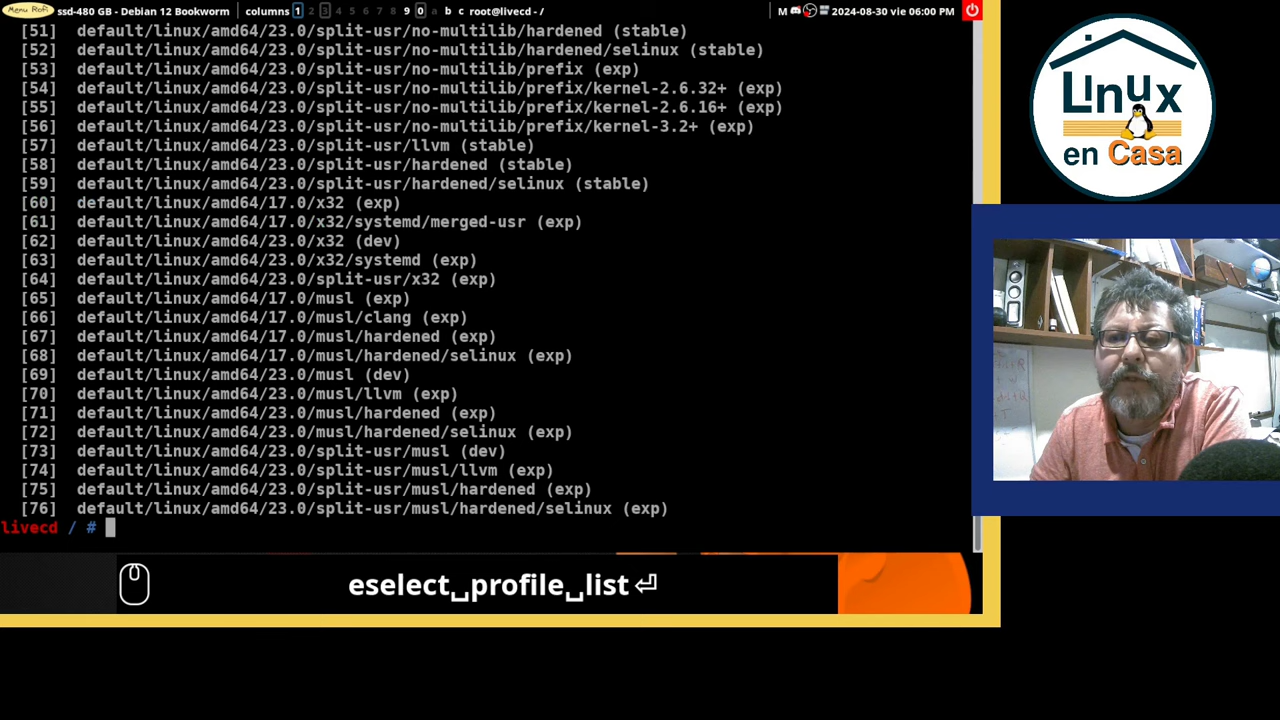 Menu Rofi ssd-480 GB - Debian 12 Bookworm columns 1 2 3 4 5 6 7 8 9 0 a b c root@livecd - / M 2024-08-30 vie 06:00 PM
[51] default/linux/amd64/23.0/split-usr/no-multilib/hardened (stable)
[52] default/linux/amd64/23.0/split-usr/no-multilib/hardened/selinux (stable)
[53] default/linux/amd64/23.0/split-usr/no-multilib/prefix (exp)
[54] default/linux/amd64/23.0/split-usr/no-multilib/prefix/kernel-2.6.32+ (exp)
[55] default/linux/amd64/23.0/split-usr/no-multilib/prefix/kernel-2.6.16+ (exp)
[56] default/linux/amd64/23.0/split-usr/no-multilib/prefix/kernel-3.2+ (exp)
[57] default/linux/amd64/23.0/split-usr/llvm (stable)
[58] default/linux/amd64/23.0/split-usr/hardened (stable)
[59] default/linux/amd64/23.0/split-usr/hardened/selinux (stable)
[60] default/linux/amd64/17.0/x32 (exp)
[61] default/linux/amd64/17.0/x32/systemd/merged-usr (exp)
[62] default/linux/amd64/23.0/x32 (dev)
[63] default/linux/amd64/23.0/x32/systemd (exp)
[64] default/linux/amd64/23.0/split-usr/x32 (exp)
[65] default/linux/amd64/17.0/musl (exp)
[66] default/linux/amd64/17.0/musl/clang (exp)
[67] default/linux/amd64/17.0/musl/hardened (exp)
[68] default/linux/amd64/17.0/musl/hardened/selinux (exp)
[69] default/linux/amd64/23.0/musl (dev)
[70] default/linux/amd64/23.0/musl/llvm (exp)
[71] default/linux/amd64/23.0/musl/hardened (exp)
[72] default/linux/amd64/23.0/musl/hardened/selinux (exp)
[73] default/linux/amd64/23.0/split-usr/musl (dev)
[74] default/linux/amd64/23.0/split-usr/musl/llvm (exp)
[75] default/linux/amd64/23.0/split-usr/musl/hardened (exp)
[76] default/linux/amd64/23.0/split-usr/musl/hardened/selinux (exp)
livecd / #
eselect␣profile␣list⏎
Linux
en Casa